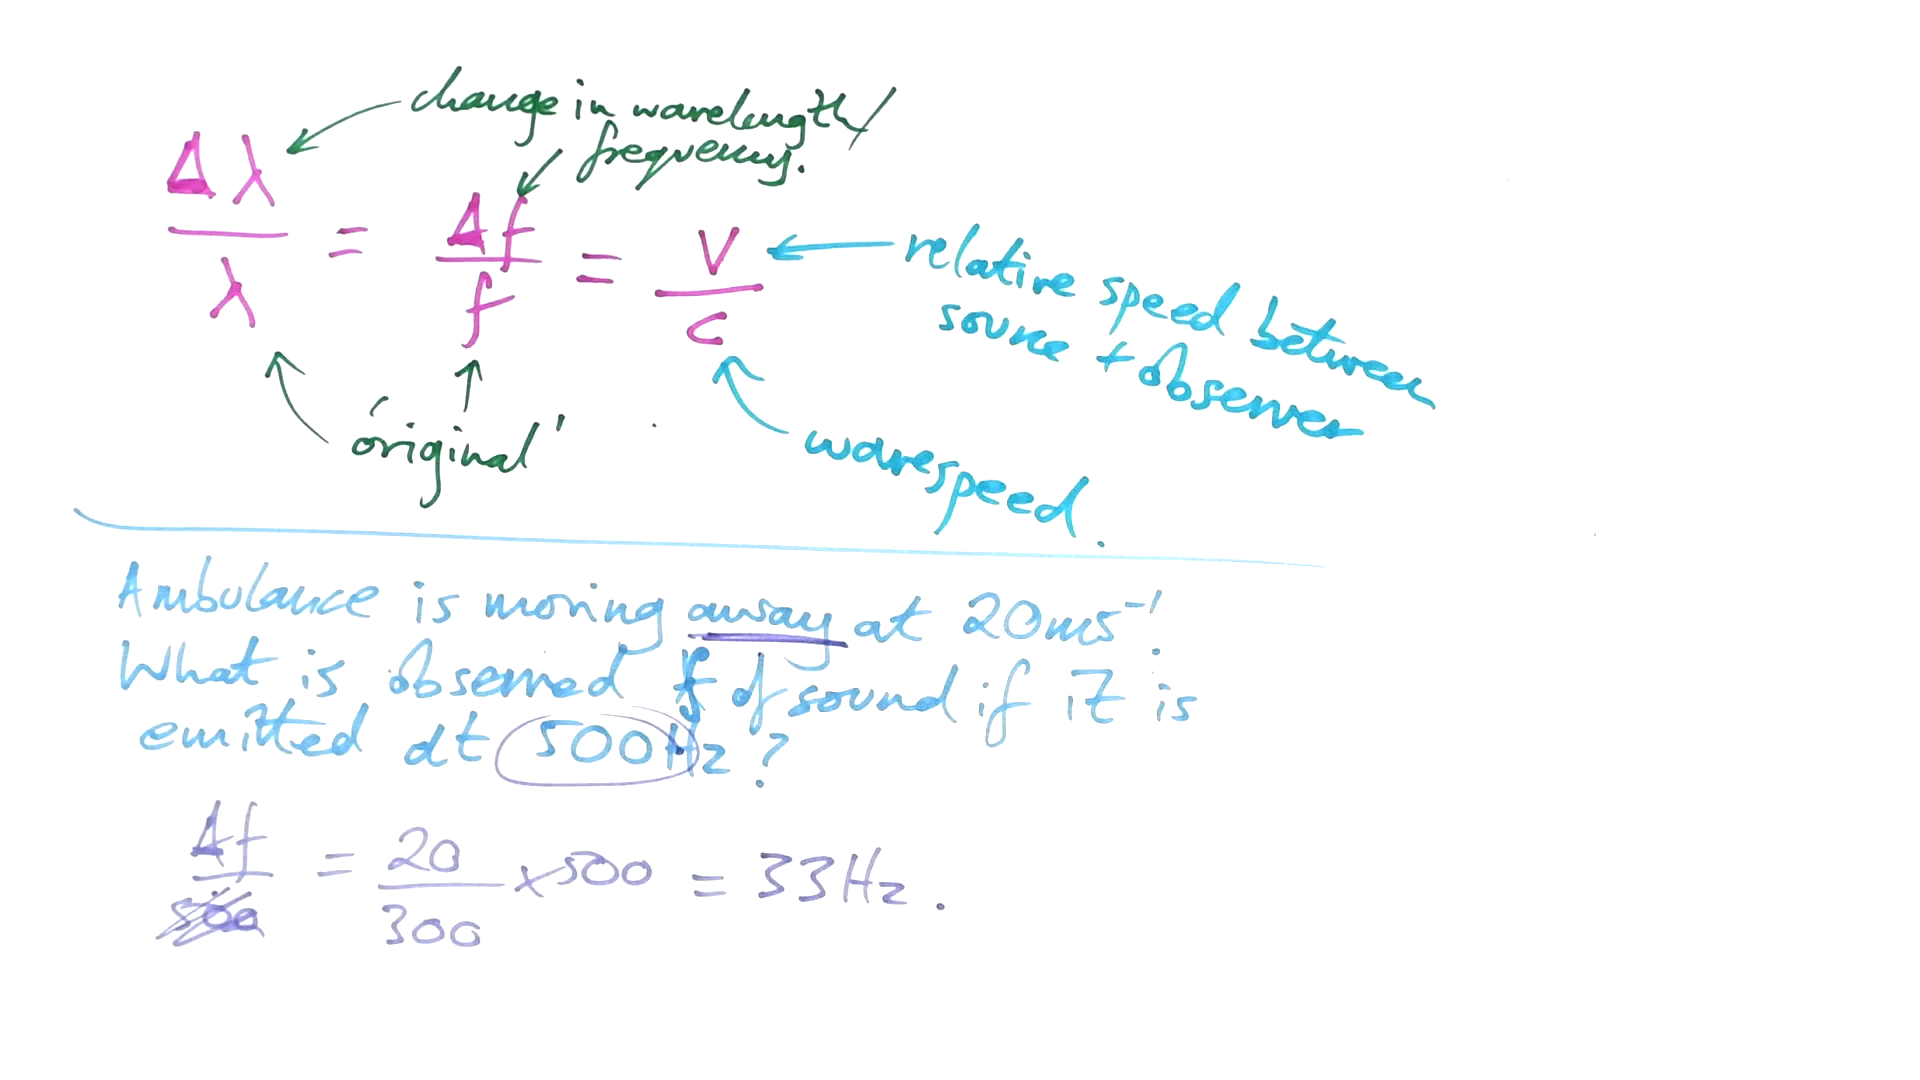 change in wavelength/
frequency.
Δλ/λ = Δf/f = v/c
relative speed between
source + observer
'original'
wavespeed.
Ambulance is moving away at 20ms⁻¹.
What is observed f of sound if it is
emitted at 500Hz?
Δf/500 = 20/300 × 500 = 33Hz.